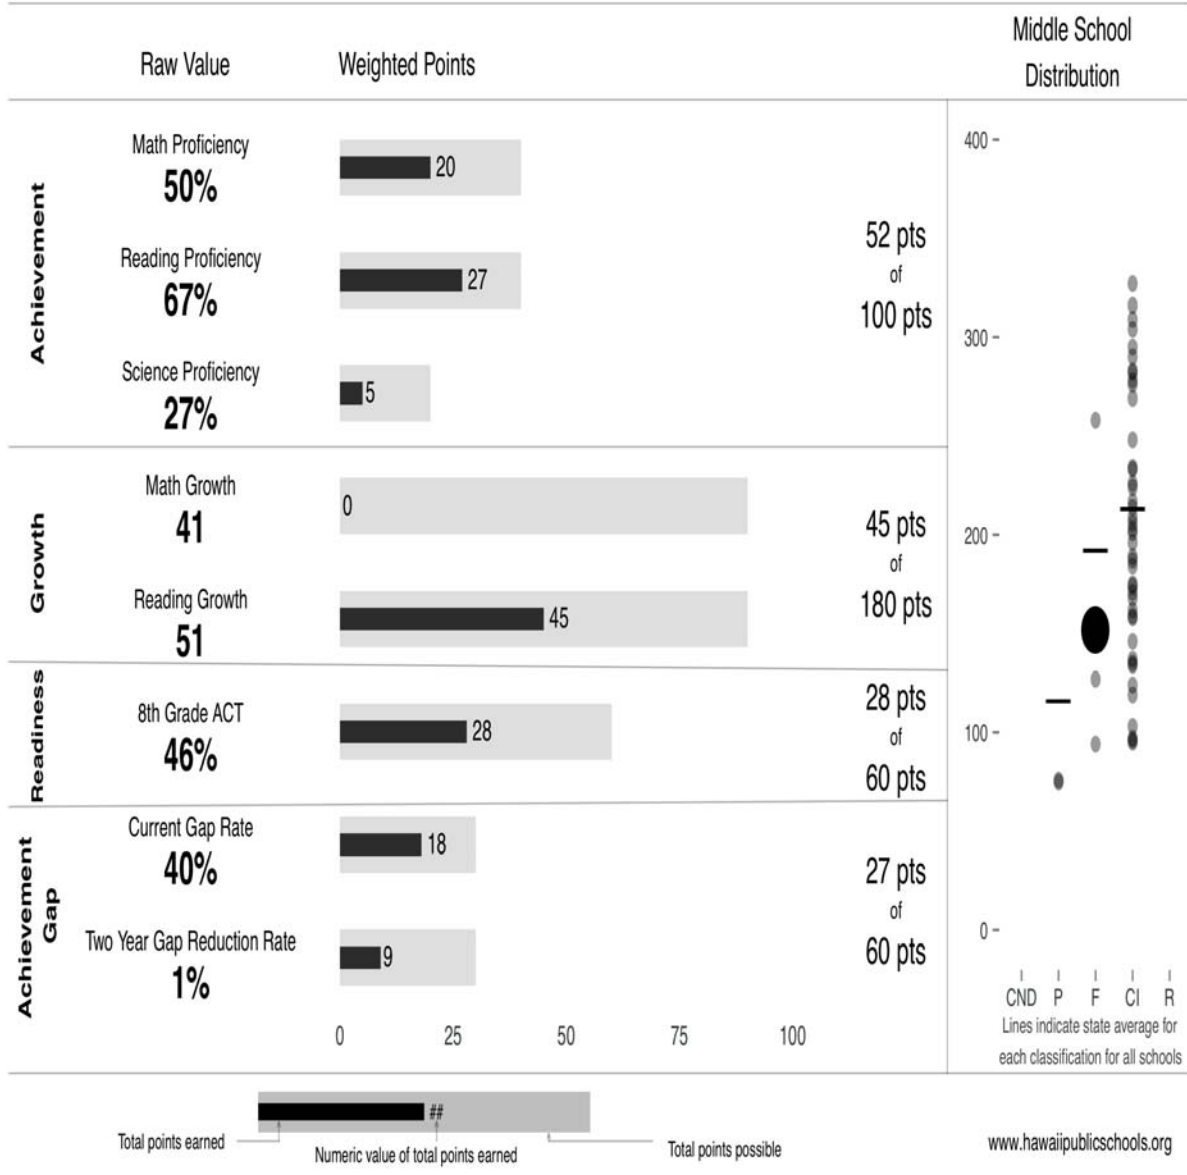 Raw Value
Weighted Points
Middle School
Distribution
Achievement
Math Proficiency
50%
20
Reading Proficiency
67%
27
Science Proficiency
27%
5
52 pts
of
100 pts
Growth
Math Growth
41
0
Reading Growth
51
45
45 pts
of
180 pts
Readiness
8th Grade ACT
46%
28
28 pts
of
60 pts
Achievement
Gap
Current Gap Rate
40%
18
Two Year Gap Reduction Rate
1%
9
27 pts
of
60 pts
0 25 50 75 100
400
300
200
100
0
CND P F CI R
Lines indicate state average for
each classification for all schools
##
Total points earned
Numeric value of total points earned
Total points possible
www.hawaiipublicschools.org